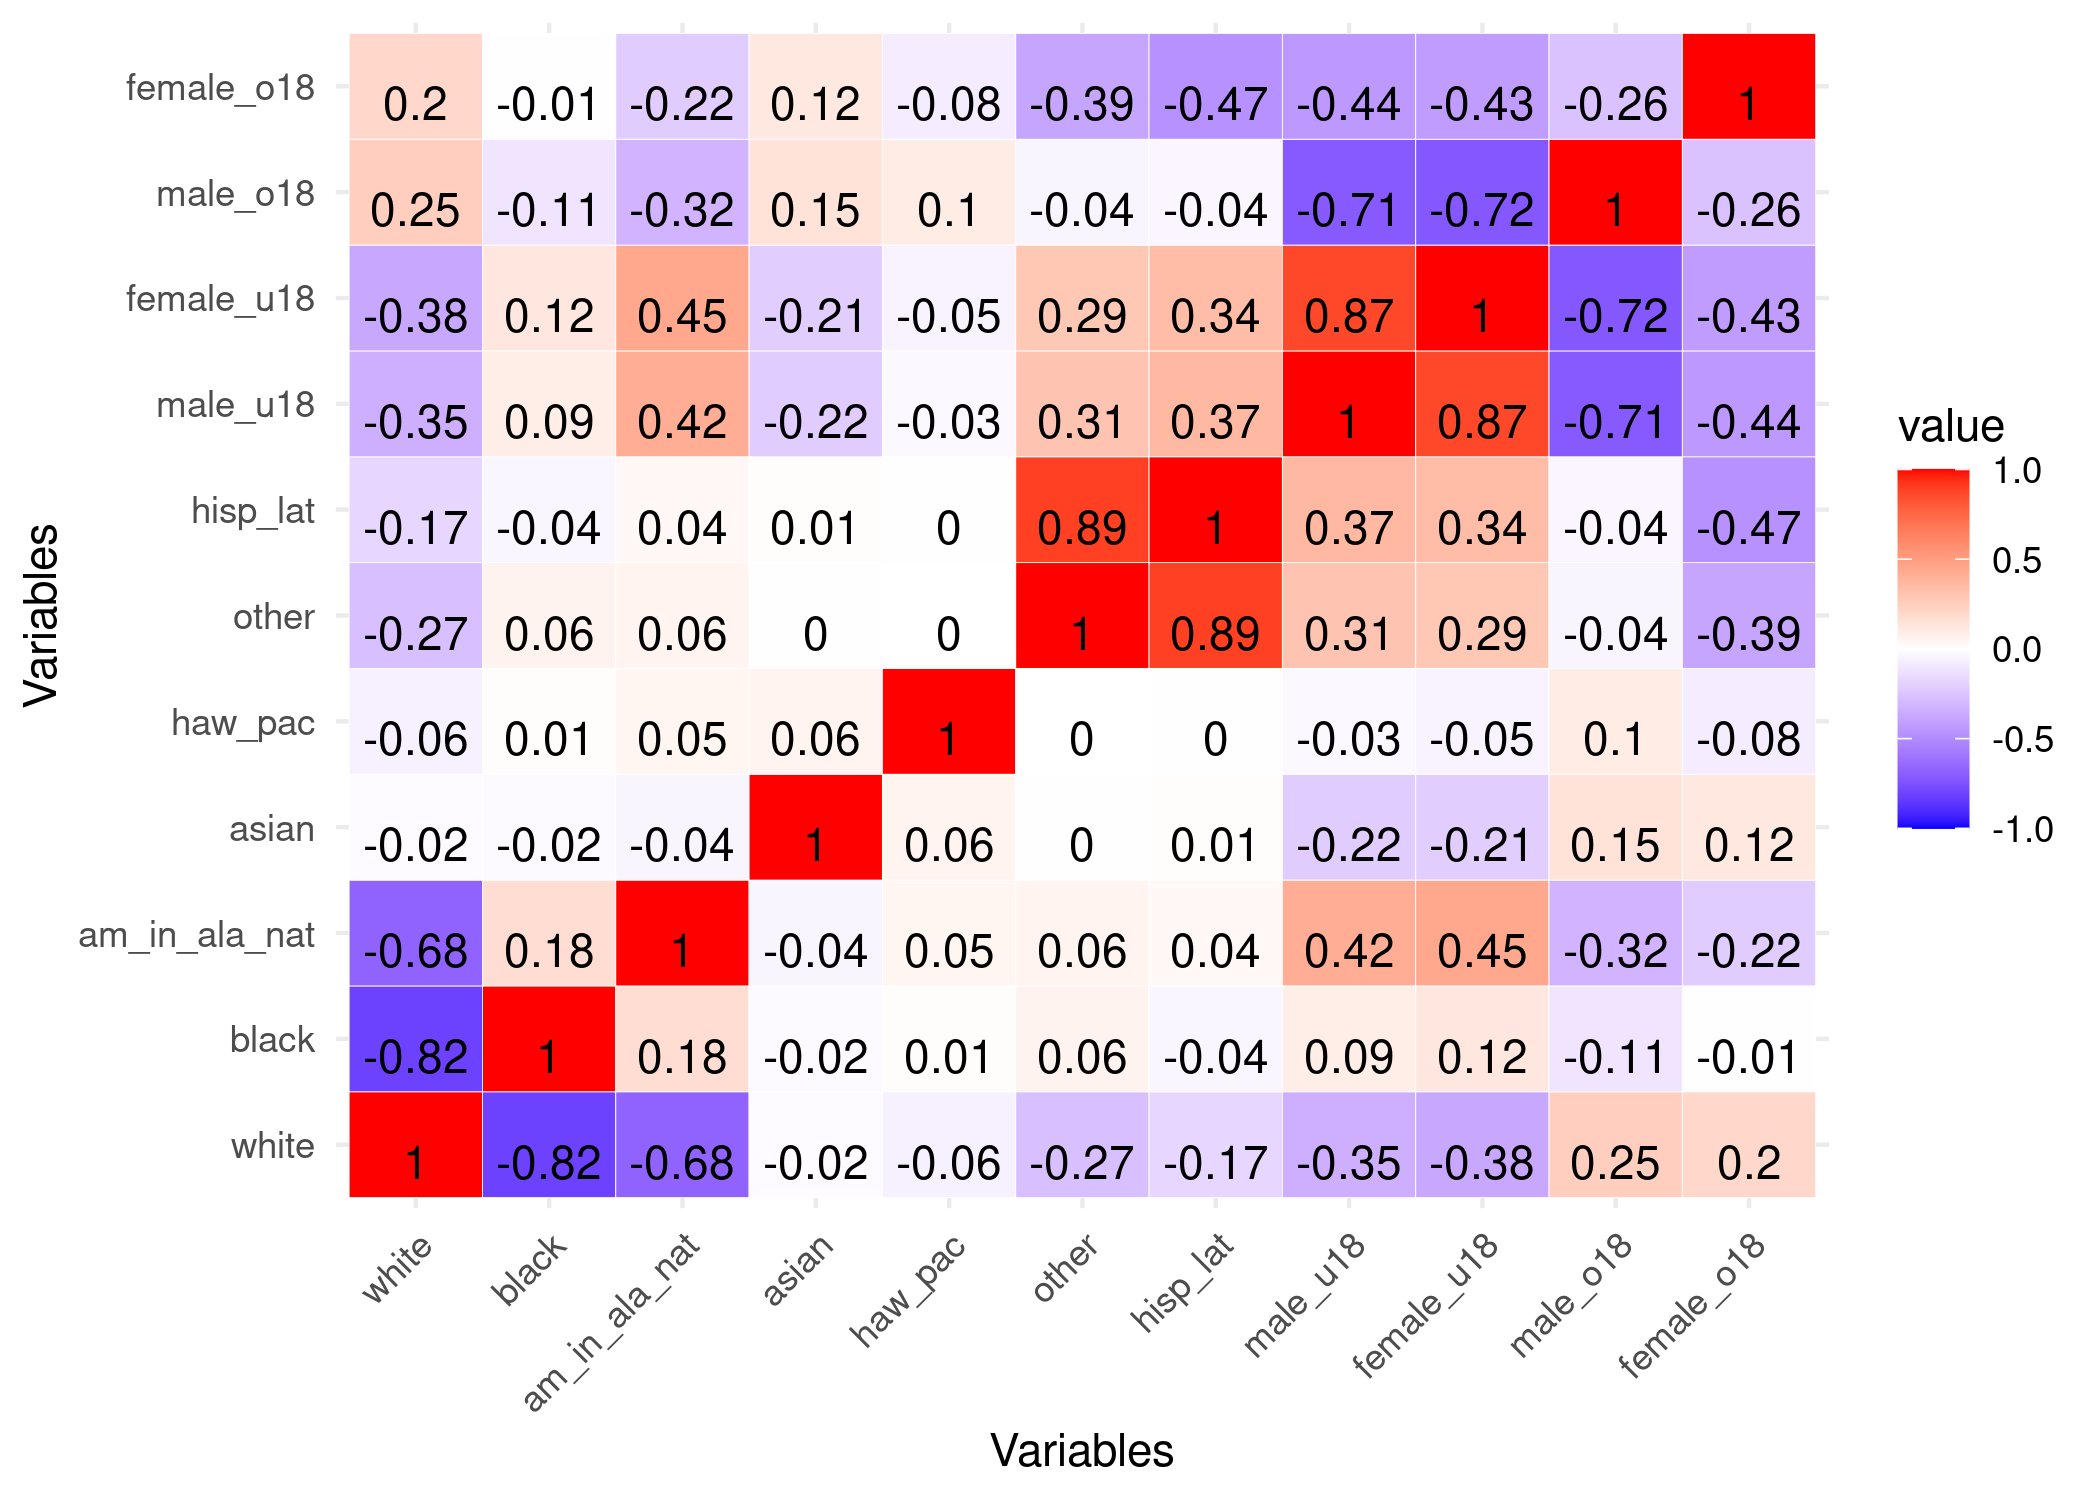 female_o18 0.2 -0.01 -0.22 0.12 -0.08 -0.39 -0.47 -0.44 -0.43 -0.26 1
male_o18 0.25 -0.11 -0.32 0.15 0.1 -0.04 -0.04 -0.71 -0.72 1 -0.26
female_u18 -0.38 0.12 0.45 -0.21 -0.05 0.29 0.34 0.87 1 -0.72 -0.43
male_u18 -0.35 0.09 0.42 -0.22 -0.03 0.31 0.37 1 0.87 -0.71 -0.44
hisp_lat -0.17 -0.04 0.04 0.01 0 0.89 1 0.37 0.34 -0.04 -0.47
other -0.27 0.06 0.06 0 0 1 0.89 0.31 0.29 -0.04 -0.39
haw_pac -0.06 0.01 0.05 0.06 1 0 0 -0.03 -0.05 0.1 -0.08
asian -0.02 -0.02 -0.04 1 0.06 0 0.01 -0.22 -0.21 0.15 0.12
am_in_ala_nat -0.68 0.18 1 -0.04 0.05 0.06 0.04 0.42 0.45 -0.32 -0.22
black -0.82 1 0.18 -0.02 0.01 0.06 -0.04 0.09 0.12 -0.11 -0.01
white 1 -0.82 -0.68 -0.02 -0.06 -0.27 -0.17 -0.35 -0.38 0.25 0.2
white black am_in_ala_nat asian haw_pac other hisp_lat male_u18 female_u18 male_o18 female_o18
Variables
Variables
value
1.0
0.5
0.0
-0.5
-1.0